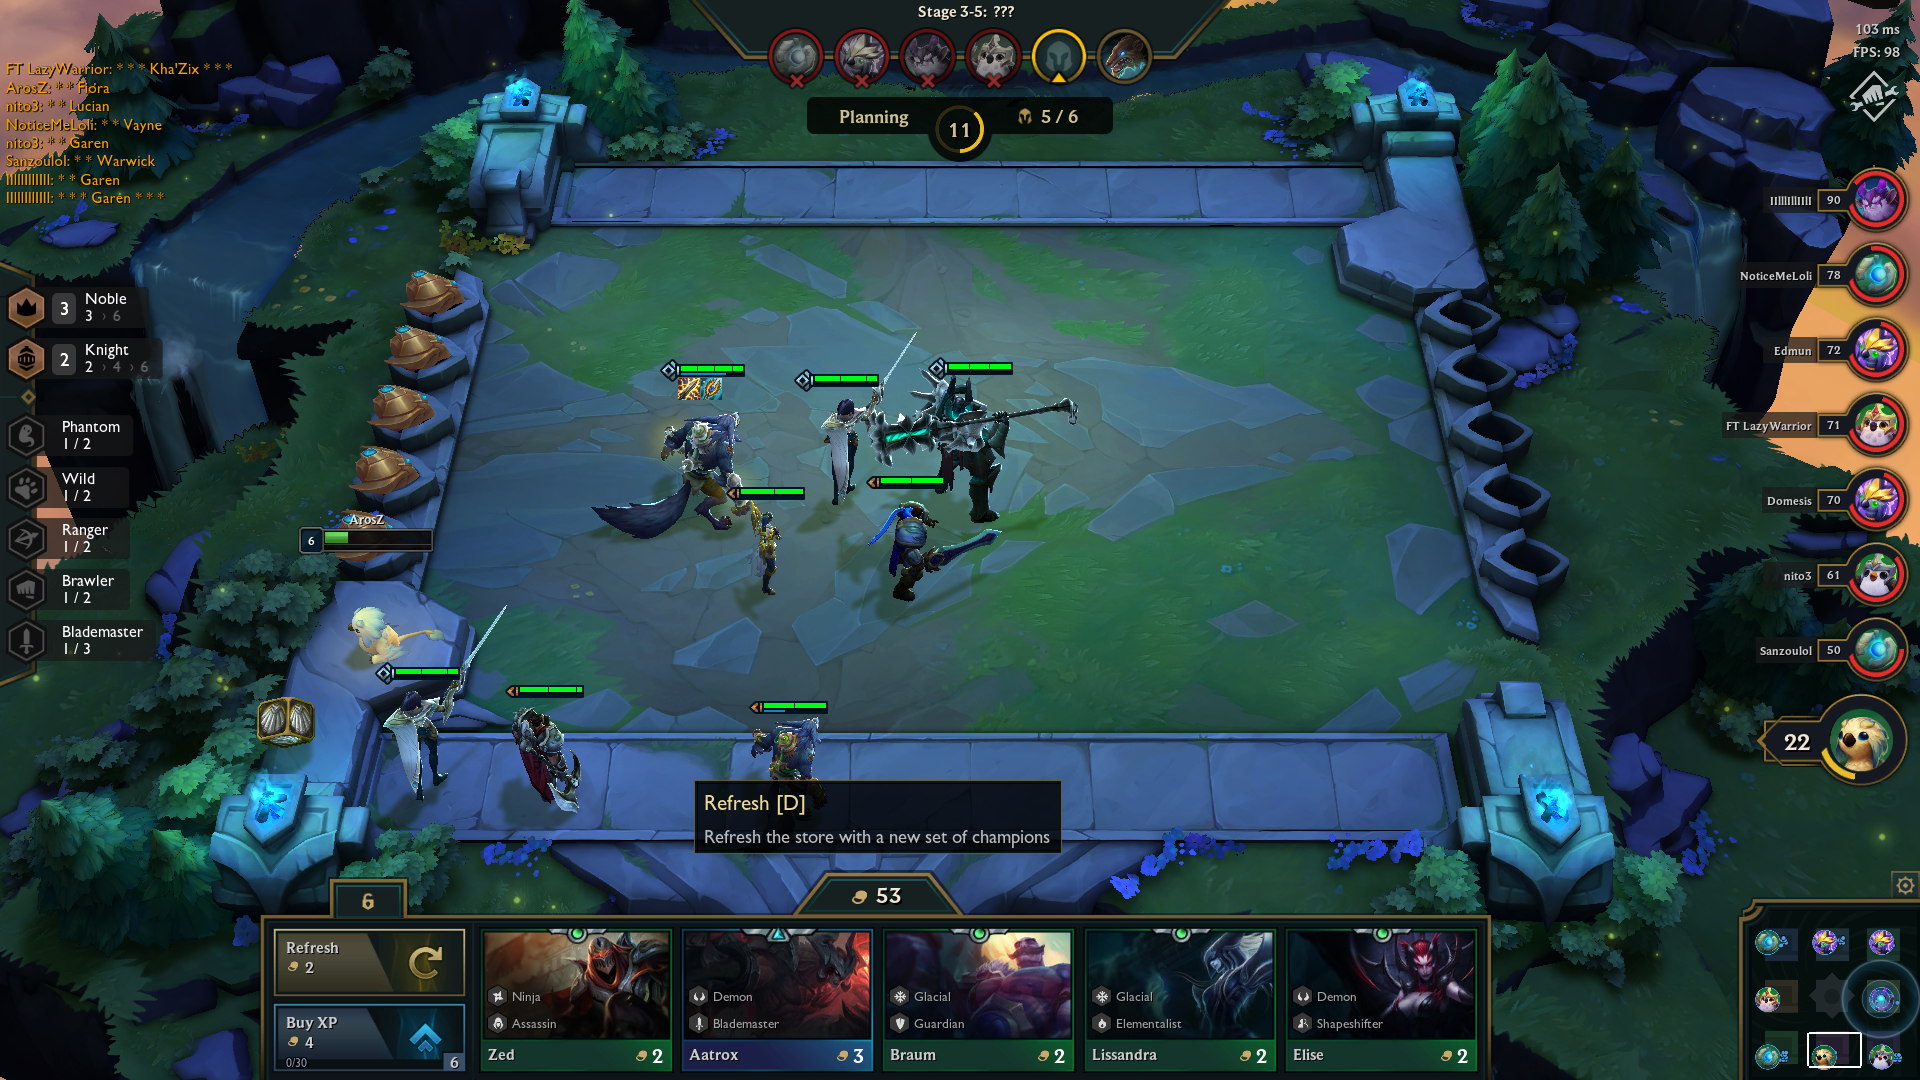 Stage 3-5: ???
103 ms
FPS: 98
FT LazyWarrior: * * * Kha'Zix * * *
ArosZ: * * Fiora
nito3: * * Lucian
NoticeMeLoli: * * Vayne
nito3: * * Garen
Sanzoulol: * * Warwick
IIIIIIIIIIII: * * Garen
IIIIIIIIIIII: * * * Garen * * *
Planning
11
5 / 6
3
Noble
3 › 6
2
Knight
2 › 4 › 6
Phantom
1 / 2
Wild
1 / 2
Ranger
1 / 2
Brawler
1 / 2
Blademaster
1 / 3
ArosZ
6
90
NoticeMeLoli 78
Edmun 72
FT LazyWarrior 71
Domesis 70
nito3 61
Sanzoulol 50
22
Refresh [D]
Refresh the store with a new set of champions
6
53
Refresh
2
Buy XP
4
0/30
6
Ninja
Assassin
Zed 2
Demon
Blademaster
Aatrox 3
Glacial
Guardian
Braum 2
Glacial
Elementalist
Lissandra 2
Demon
Shapeshifter
Elise 2